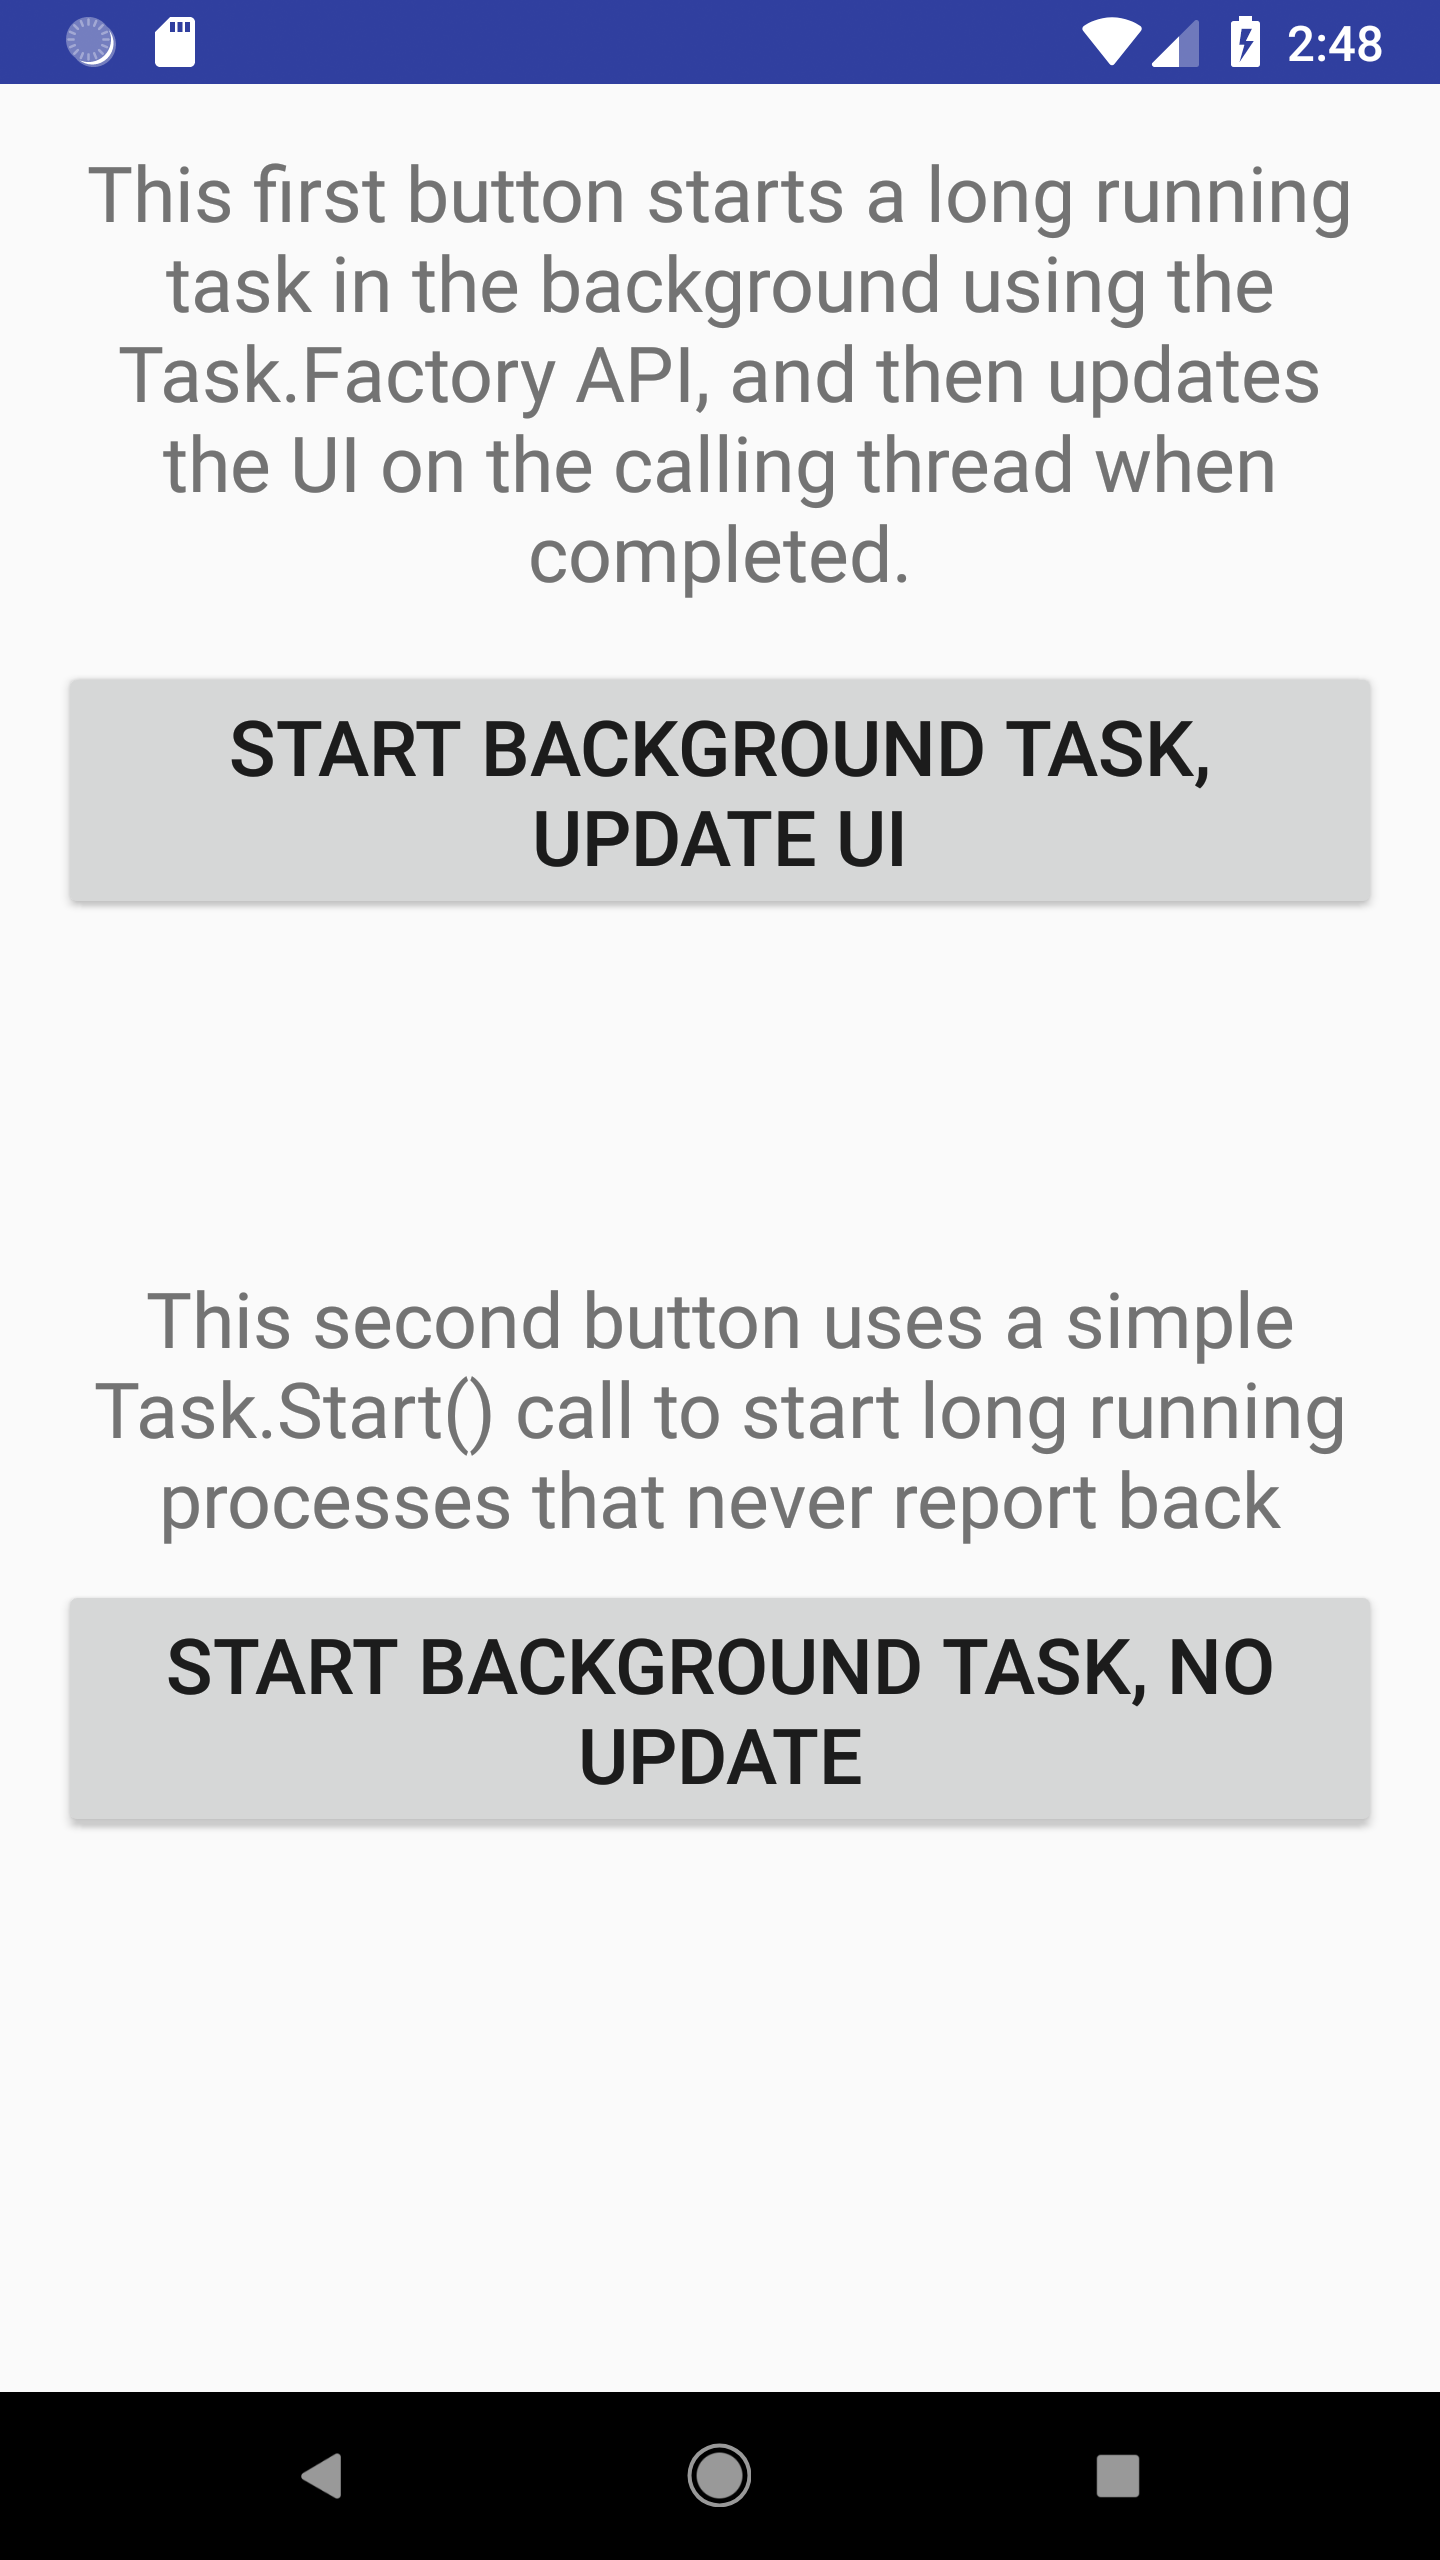 2:48
This first button starts a long running
task in the background using the
Task.Factory API, and then updates
the UI on the calling thread when
completed.
START BACKGROUND TASK,
UPDATE UI
This second button uses a simple
Task.Start() call to start long running
processes that never report back
START BACKGROUND TASK, NO
UPDATE